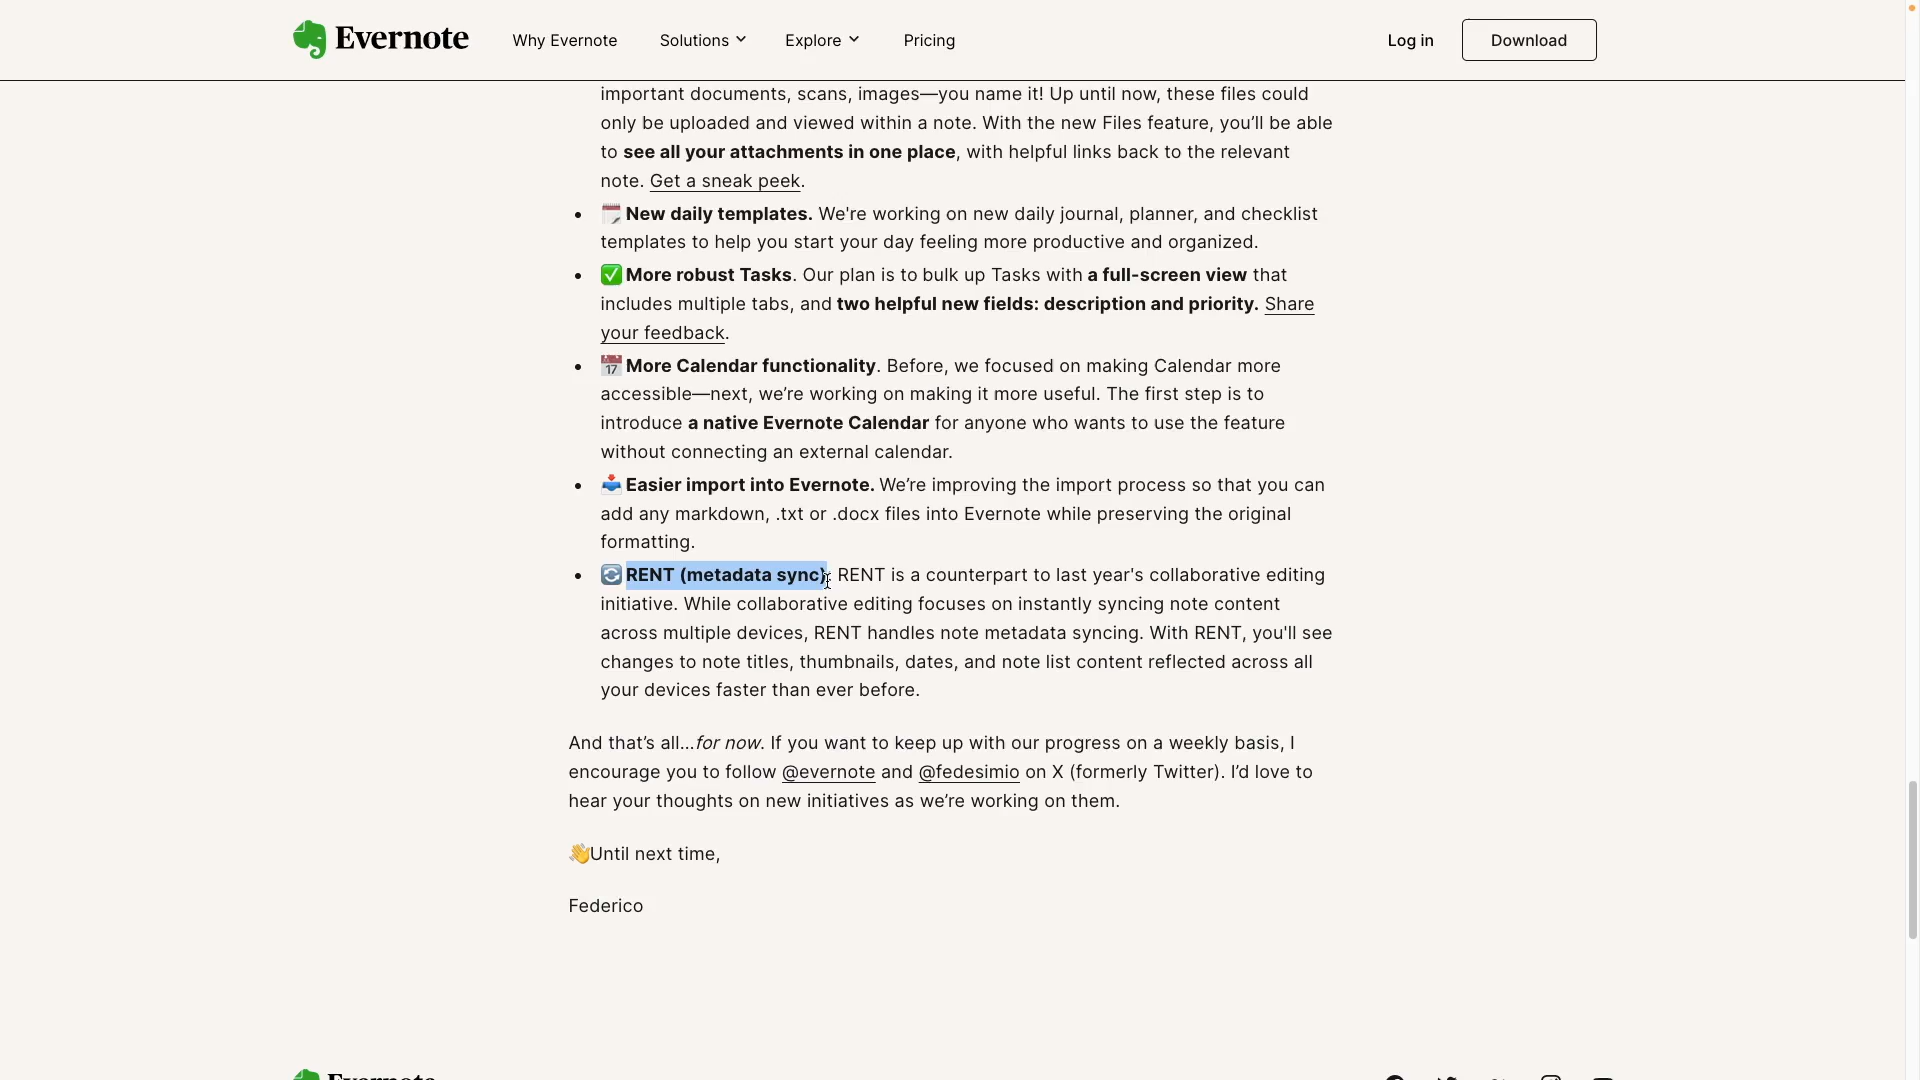 Evernote
Why Evernote
Solutions
Explore
Pricing
Log in
Download
important documents, scans, images—you name it! Up until now, these files could
only be uploaded and viewed within a note. With the new Files feature, you’ll be able
to see all your attachments in one place, with helpful links back to the relevant
note. Get a sneak peek.
New daily templates. We're working on new daily journal, planner, and checklist
templates to help you start your day feeling more productive and organized.
More robust Tasks. Our plan is to bulk up Tasks with a full-screen view that
includes multiple tabs, and two helpful new fields: description and priority. Share
your feedback.
More Calendar functionality. Before, we focused on making Calendar more
accessible—next, we’re working on making it more useful. The first step is to
introduce a native Evernote Calendar for anyone who wants to use the feature
without connecting an external calendar.
Easier import into Evernote. We’re improving the import process so that you can
add any markdown, .txt or .docx files into Evernote while preserving the original
formatting.
RENT (metadata sync). RENT is a counterpart to last year's collaborative editing
initiative. While collaborative editing focuses on instantly syncing note content
across multiple devices, RENT handles note metadata syncing. With RENT, you'll see
changes to note titles, thumbnails, dates, and note list content reflected across all
your devices faster than ever before.
And that’s all…for now. If you want to keep up with our progress on a weekly basis, I
encourage you to follow @evernote and @fedesimio on X (formerly Twitter). I’d love to
hear your thoughts on new initiatives as we’re working on them.
👋Until next time,
Federico
Evernote